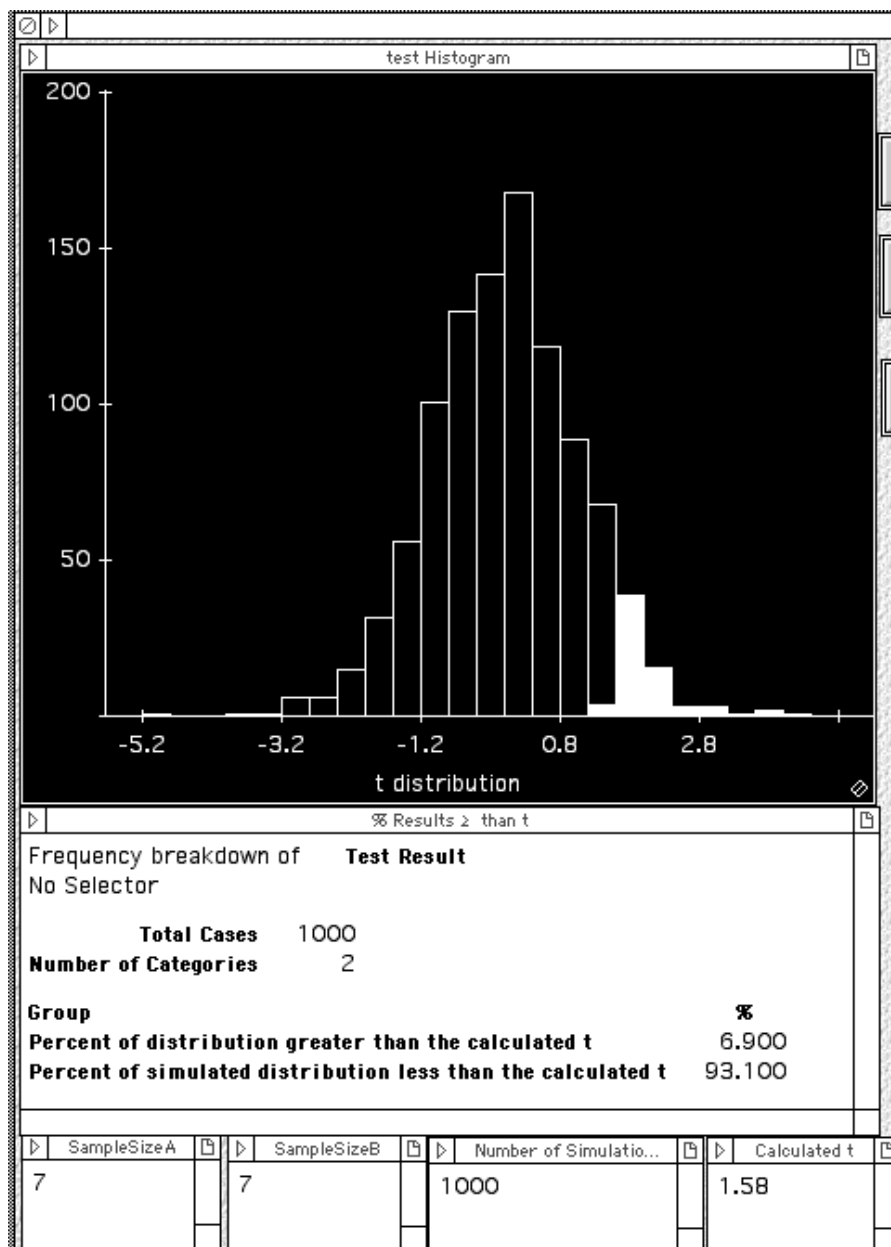 test Histogram
200
150
100
50
-5.2 -3.2 -1.2 0.8 2.8
t distribution
% Results ≥ than t
Frequency breakdown of Test Result
No Selector
Total Cases 1000
Number of Categories 2
Group %
Percent of distribution greater than the calculated t 6.900
Percent of simulated distribution less than the calculated t 93.100
SampleSizeA SampleSizeB Number of Simulatio... Calculated t
7 7 1000 1.58